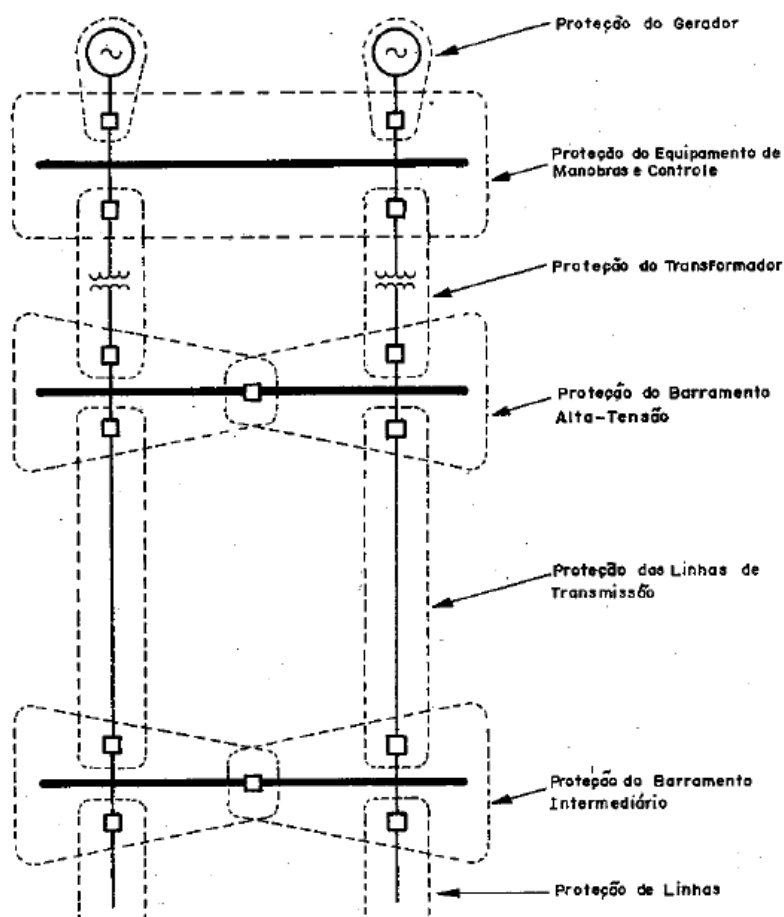 Proteção do Gerador
Proteção do Equipamento de
Manobras e Controle
Proteção do Transformador
Proteção do Barramento
Alta-Tensão
Proteção das Linhas de
Transmissão
Proteção do Barramento
Intermediário
Proteção de Linhas